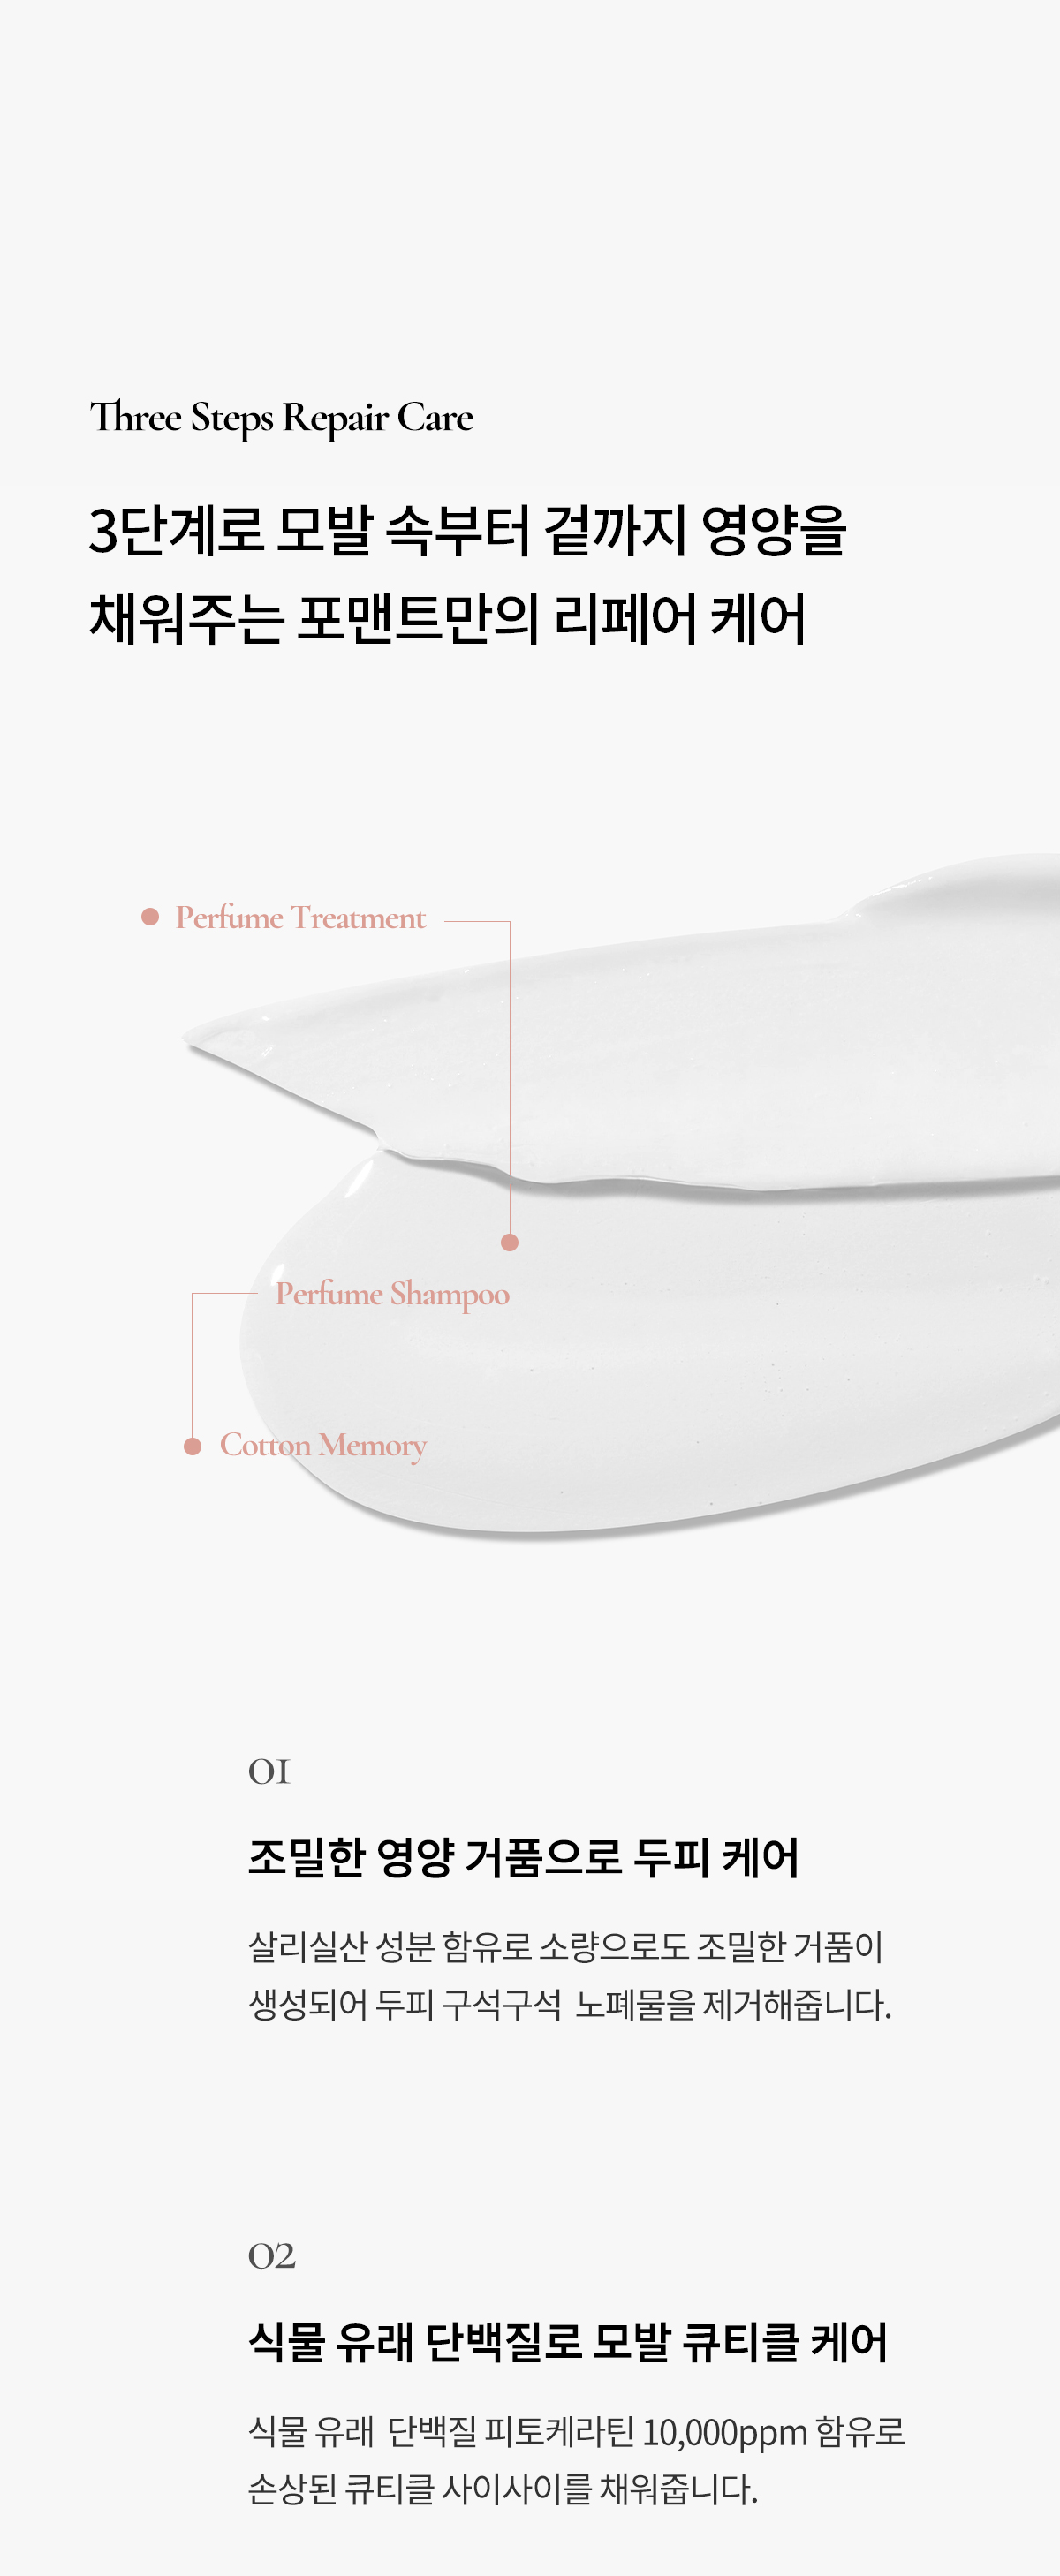 Three Steps Repair Care
3단계로 모발 속부터 겉까지 영양을
채워주는 포맨트만의 리페어 케어
Perfume Treatment
Perfume Shampoo
Cotton Memory
01
조밀한 영양 거품으로 두피 케어
살리실산 성분 함유로 소량으로도 조밀한 거품이
생성되어 두피 구석구석 노폐물을 제거해줍니다.
02
식물 유래 단백질로 모발 큐티클 케어
식물 유래 단백질 피토케라틴 10,000ppm 함유로
손상된 큐티클 사이사이를 채워줍니다.